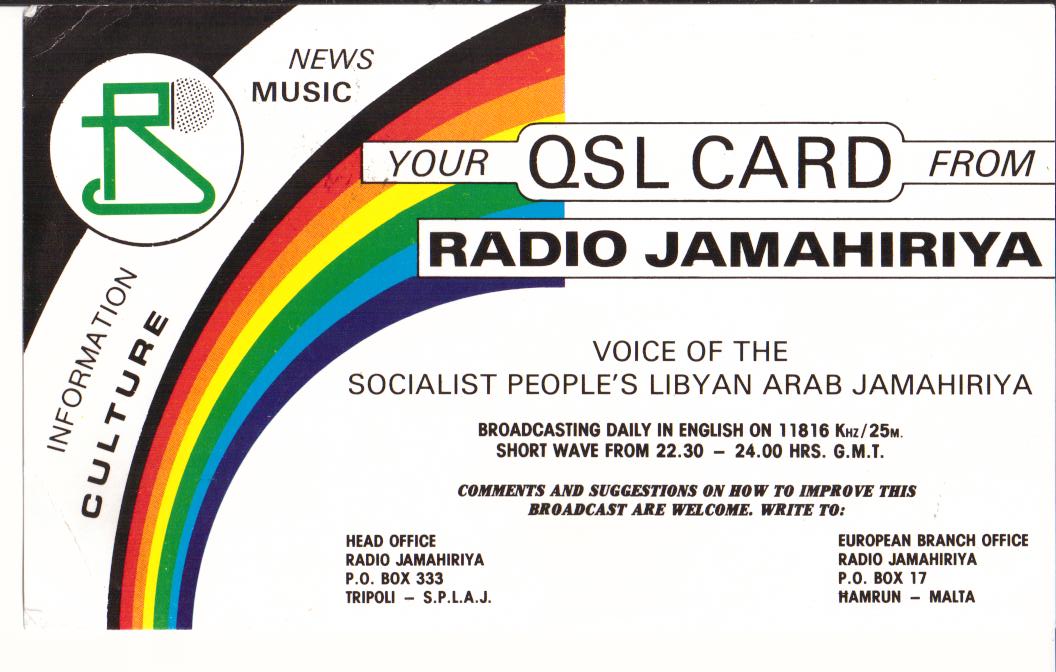 NEWS
MUSIC
INFORMATION
CULTURE
YOUR QSL CARD FROM
RADIO JAMAHIRIYA
VOICE OF THE
SOCIALIST PEOPLE'S LIBYAN ARAB JAMAHIRIYA
BROADCASTING DAILY IN ENGLISH ON 11816 KHZ/25M.
SHORT WAVE FROM 22.30 – 24.00 HRS. G.M.T.
COMMENTS AND SUGGESTIONS ON HOW TO IMPROVE THIS
BROADCAST ARE WELCOME. WRITE TO:
HEAD OFFICE
RADIO JAMAHIRIYA
P.O. BOX 333
TRIPOLI – S.P.L.A.J.
EUROPEAN BRANCH OFFICE
RADIO JAMAHIRIYA
P.O. BOX 17
ĦAMRUN – MALTA